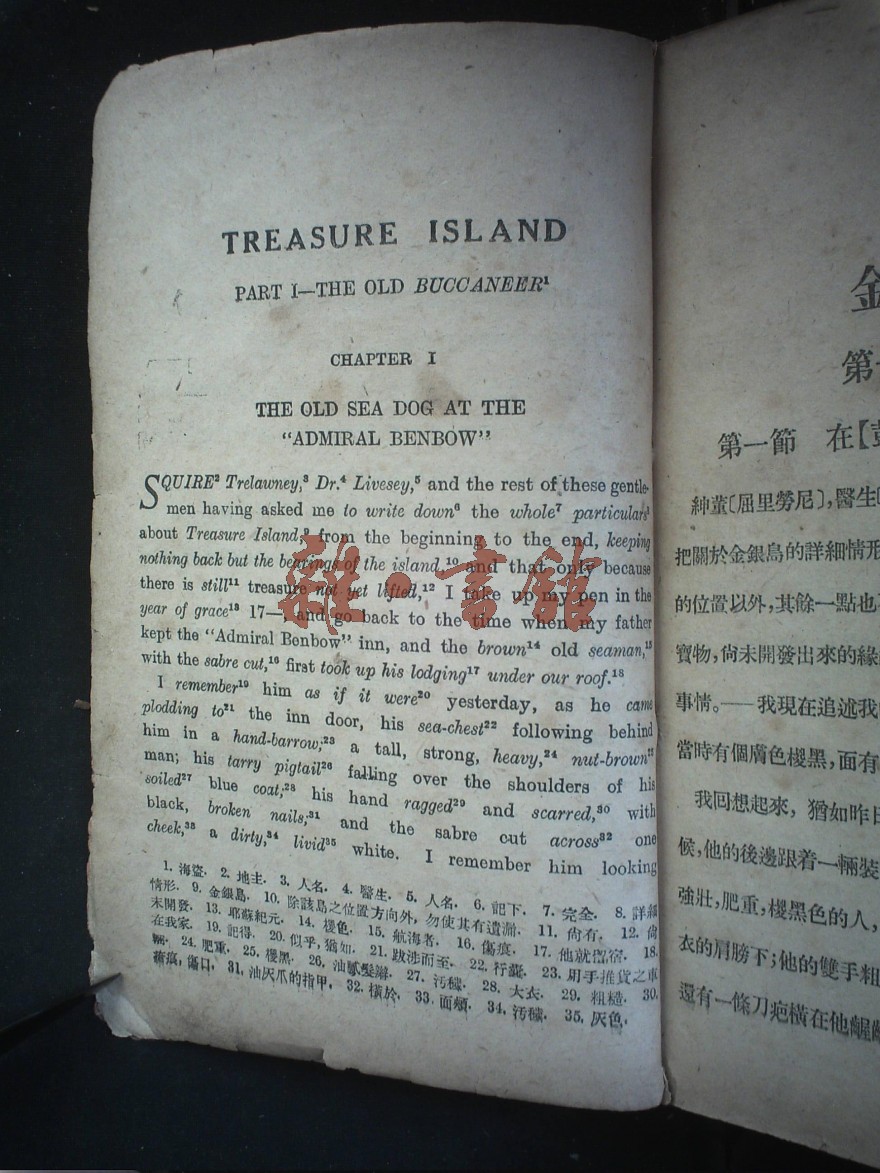 TREASURE ISLAND
PART I—THE OLD BUCCANEER¹
CHAPTER I
THE OLD SEA DOG AT THE
"ADMIRAL BENBOW"
SQUIRE² Trelawney,³ Dr.⁴ Livesey,⁵ and the rest of these gentle-
men having asked me to write down⁶ the whole⁷ particulars⁸
about Treasure Island,⁹ from the beginning to the end, keeping
nothing back but the bearings of the island,¹⁰ and that only because
there is still¹¹ treasure not yet lifted,¹² I take up my pen in the
year of grace¹³ 17— and go back to the time when my father
kept the "Admiral Benbow" inn, and the brown¹⁴ old seaman,¹⁵
with the sabre cut,¹⁶ first took up his lodging¹⁷ under our roof.¹⁸
I remember¹⁹ him as if it were²⁰ yesterday, as he came
plodding to²¹ the inn door, his sea-chest²² following behind
him in a hand-barrow;²³ a tall, strong, heavy,²⁴ nut-brown²⁵
man; his tarry pigtail²⁶ falling over the shoulders of his
soiled²⁷ blue coat;²⁸ his hand ragged²⁹ and scarred,³⁰ with
black, broken nails;³¹ and the sabre cut across³² one
cheek,³³ a dirty,³⁴ livid³⁵ white. I remember him looking
1. 海盜. 2. 地主. 3. 人名. 4. 醫生. 5. 人名. 6. 記下. 7. 完全. 8. 詳細
情形. 9. 金銀島. 10. 除該島之位置方向外, 勿使其有遺漏. 11. 尙有. 12. 尙
未開發. 13. 耶蘇紀元. 14. 椶色. 15. 航海者. 16. 傷痕. 17. 他就舊宿. 18.
在我家. 19. 記得. 20. 似乎, 猶如. 21. 跋涉而至. 22. 行囊. 23. 用手推貨之車
輛. 24. 肥重. 25. 椶黑. 26. 油膩髮辮. 27. 汚穢. 28. 大衣. 29. 粗糙. 30.
瘢痕, 傷口. 31. 油灰爪的指甲. 32. 橫於. 33. 面頰. 34. 汚穢. 35. 灰色.
金
第一
第一節 在【
紳董〔屈里勞尼〕,醫生
把關於金銀島的詳細情形
的位置以外,其餘一點也
寶物,尙未開發出來的緣
事情。——我現在追述我
當時有個膚色椶黑,面有
我回想起來,猶如昨日
候,他的後邊跟着一輛裝
強壯,肥重,椶黑色的人,
衣的肩膀下;他的雙手粗
還有一條刀疤橫在他齷齪
雜·書館